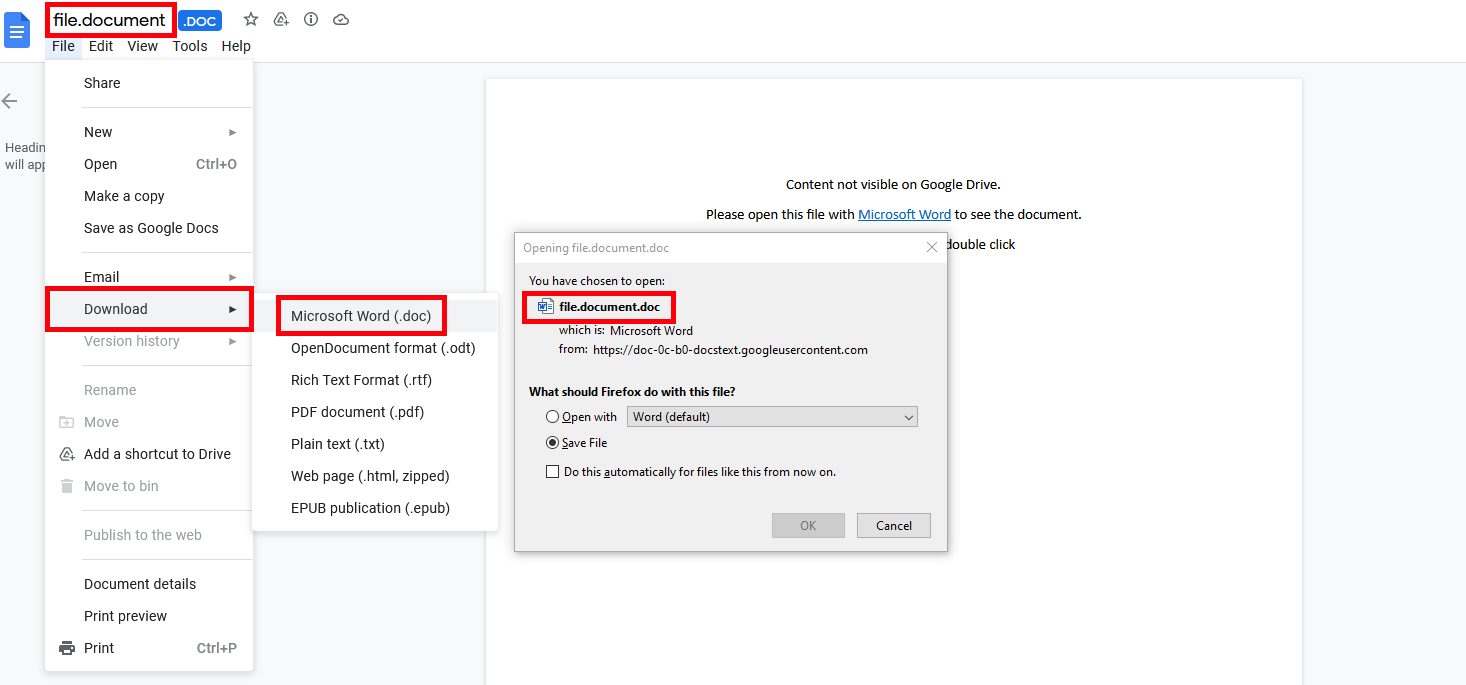 file.document .DOC
File Edit View Tools Help
Share
New
Open Ctrl+O
Make a copy
Save as Google Docs
Email
Download
Version history
Rename
Move
Add a shortcut to Drive
Move to bin
Publish to the web
Document details
Print preview
Print Ctrl+P
Microsoft Word (.doc)
OpenDocument format (.odt)
Rich Text Format (.rtf)
PDF document (.pdf)
Plain text (.txt)
Web page (.html, zipped)
EPUB publication (.epub)
Headin
will app
Content not visible on Google Drive.
Please open this file with Microsoft Word to see the document.
double click
Opening file.document.doc
You have chosen to open:
file.document.doc
which is: Microsoft Word
from: https://doc-0c-b0-docstext.googleusercontent.com
What should Firefox do with this file?
Open with Word (default)
Save File
Do this automatically for files like this from now on.
OK Cancel